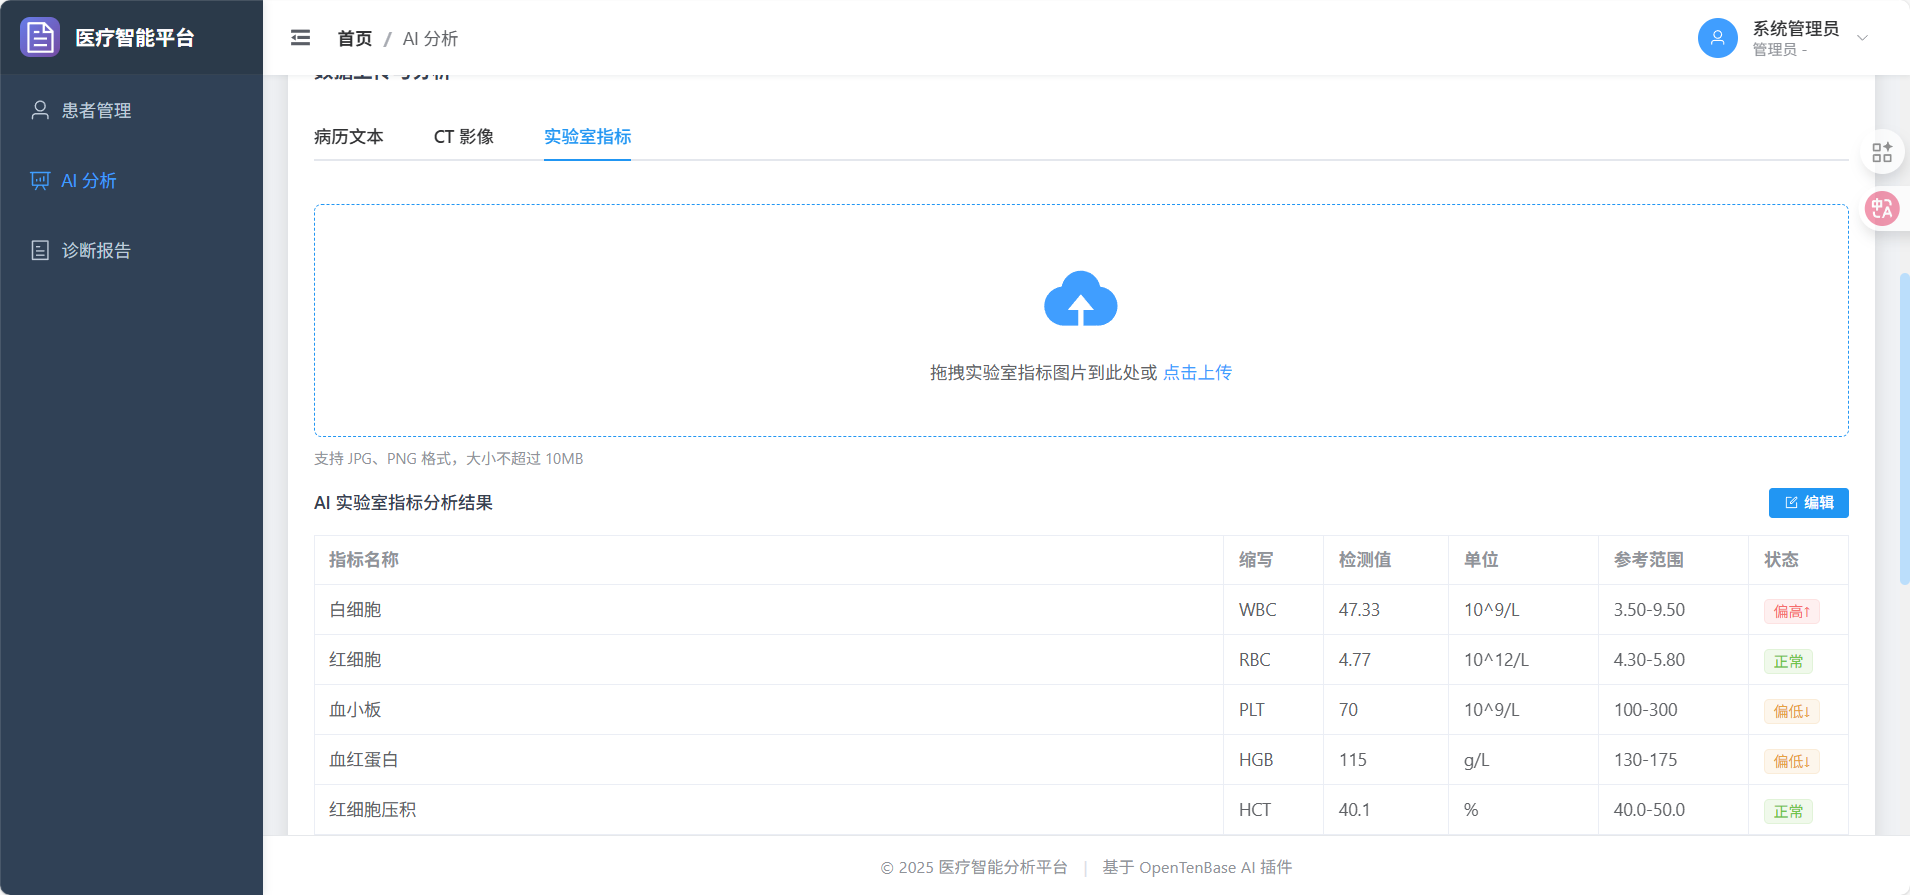 医疗智能平台
首页 / AI 分析
系统管理员
管理员 -
患者管理
AI 分析
诊断报告
数据上传与分析
病历文本 CT 影像 实验室指标
拖拽实验室指标图片到此处或 点击上传
支持 JPG、PNG 格式，大小不超过 10MB
AI 实验室指标分析结果
编辑
指标名称 缩写 检测值 单位 参考范围 状态
白细胞 WBC 47.33 10^9/L 3.50-9.50 偏高↑
红细胞 RBC 4.77 10^12/L 4.30-5.80 正常
血小板 PLT 70 10^9/L 100-300 偏低↓
血红蛋白 HGB 115 g/L 130-175 偏低↓
红细胞压积 HCT 40.1 % 40.0-50.0 正常
© 2025 医疗智能分析平台 | 基于 OpenTenBase AI 插件